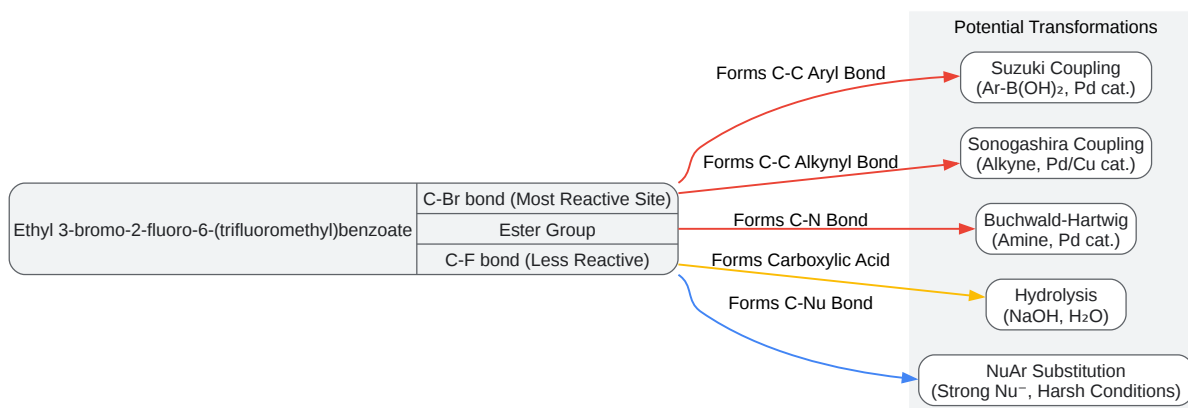 Potential Transformations
Forms C-C Aryl Bond
Suzuki Coupling
(Ar-B(OH)₂, Pd cat.)
Forms C-C Alkynyl Bond
Sonogashira Coupling
(Alkyne, Pd/Cu cat.)
Ethyl 3-bromo-2-fluoro-6-(trifluoromethyl)benzoate
C-Br bond (Most Reactive Site)
Ester Group
C-F bond (Less Reactive)
Forms C-N Bond
Buchwald-Hartwig
(Amine, Pd cat.)
Forms Carboxylic Acid
Hydrolysis
(NaOH, H₂O)
Forms C-Nu Bond
NuAr Substitution
(Strong Nu⁻, Harsh Conditions)